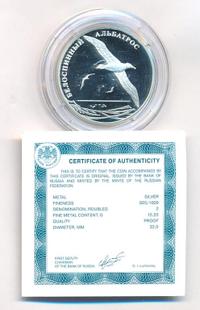 БЕЛОСПИННЫЙ АЛЬБАТРОС
CERTIFICATE OF AUTHENTICITY
THIS IS TO CERTIFY THAT THE COIN ACCOMPANIED BY
THIS CERTIFICATE IS ORIGINAL, ISSUED BY THE BANK OF
RUSSIA AND MINTED BY THE MINTS OF THE RUSSIAN
FEDERATION.
METAL SILVER
FINENESS 925/1000
DENOMINATION, ROUBLES 2
FINE METAL CONTENT, G 15,55
QUALITY PROOF
DIAMETER, MM 33,0
FIRST DEPUTY
CHAIRMAN
OF THE BANK OF RUSSIA